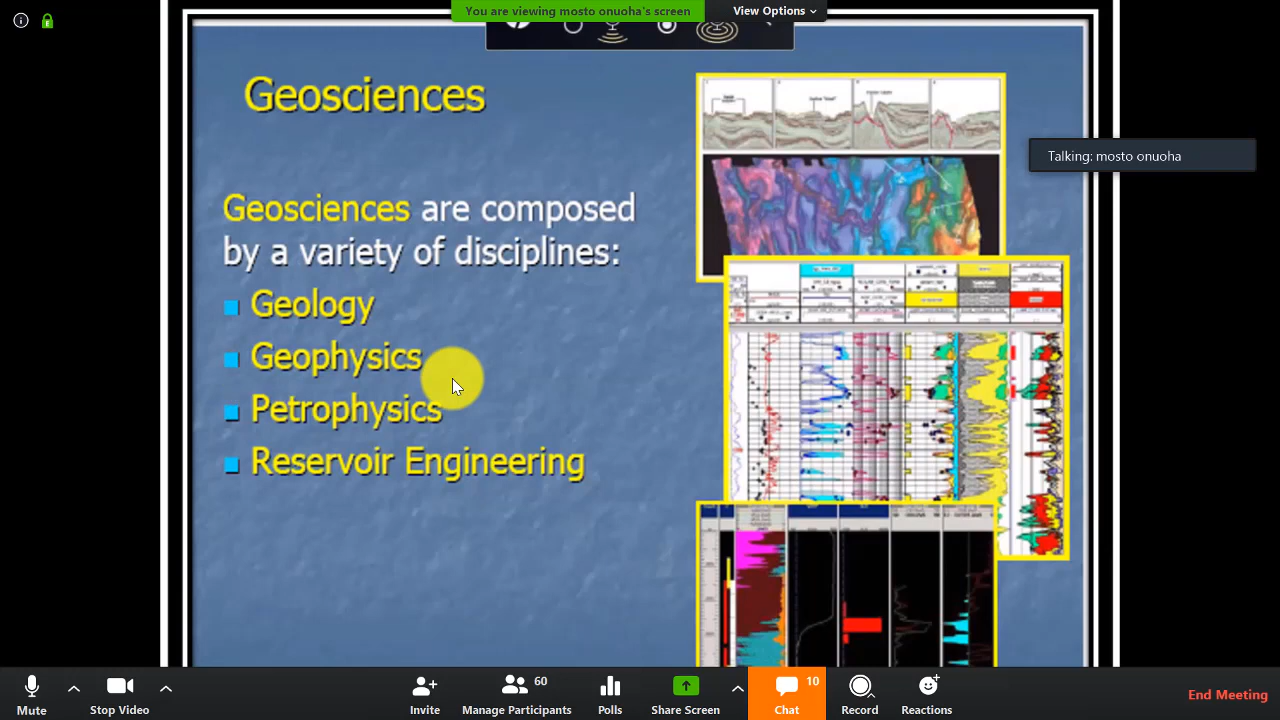 You are viewing mosto onuoha's screen
View Options
Geosciences
Talking: mosto onuoha
Geosciences are composed
by a variety of disciplines:
Geology
Geophysics
Petrophysics
Reservoir Engineering
Mute
Stop Video
Invite
60
Manage Participants
Polls
Share Screen
10
Chat
Record
Reactions
End Meeting